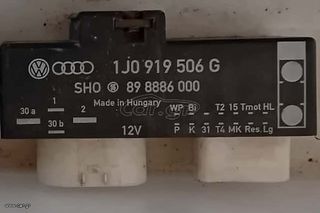 1J0 919 506 G
SHO 89 8886 000
Made in Hungary
30 a 1 2 30 b
12V
WP Bi T2 15 Tmot HL
P K 31 T4 MK Res. Lg